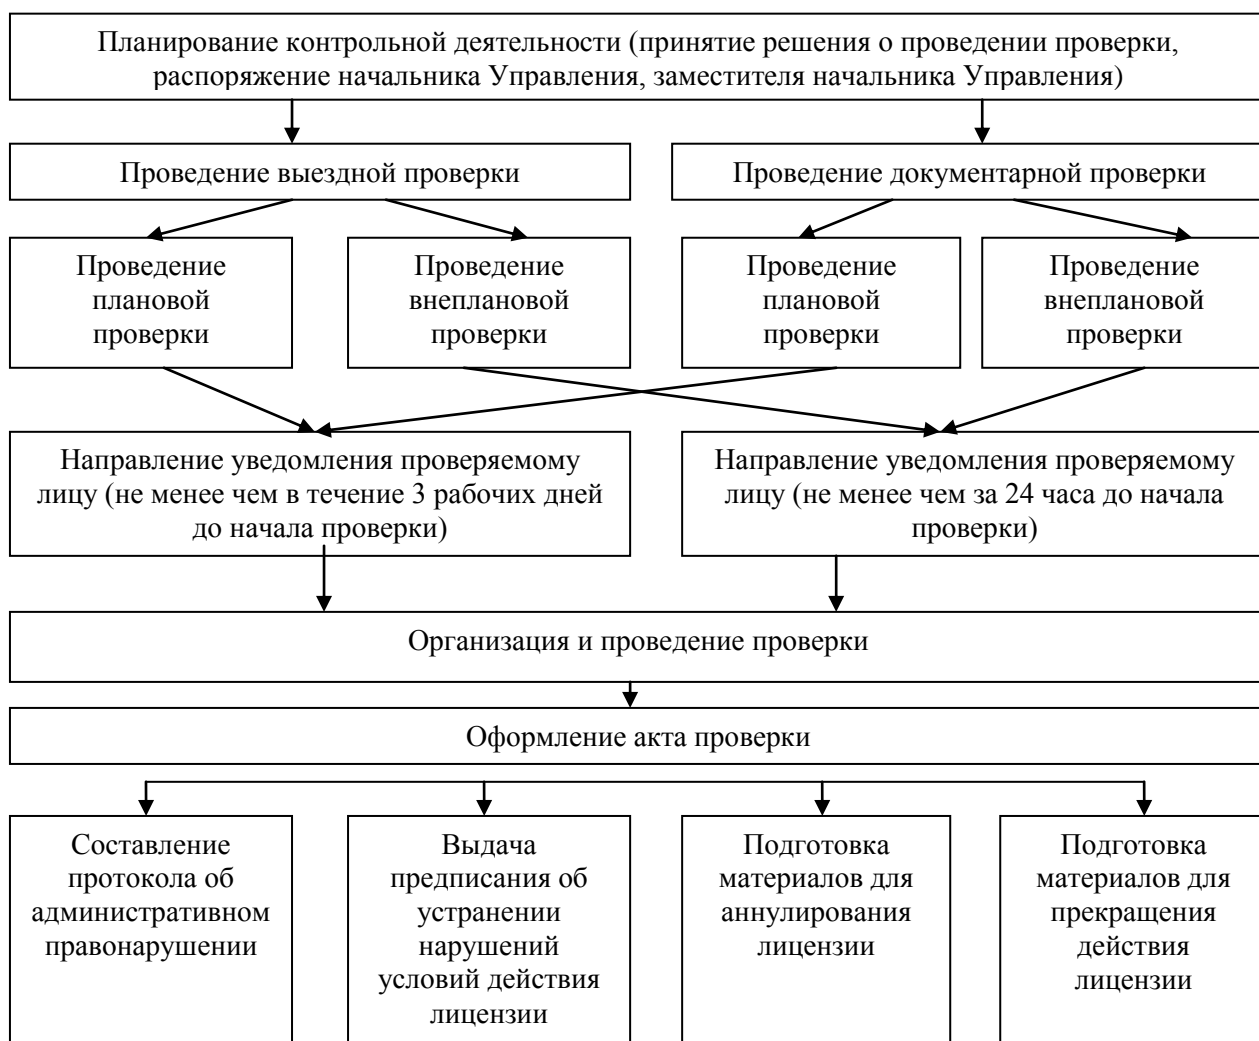 Планирование контрольной деятельности (принятие решения о проведении проверки,
распоряжение начальника Управления, заместителя начальника Управления)
Проведение выездной проверки
Проведение документарной проверки
Проведение
плановой
проверки
Проведение
внеплановой
проверки
Проведение
плановой
проверки
Проведение
внеплановой
проверки
Направление уведомления проверяемому
лицу (не менее чем в течение 3 рабочих дней
до начала проверки)
Направление уведомления проверяемому
лицу (не менее чем за 24 часа до начала
проверки)
Организация и проведение проверки
Оформление акта проверки
Составление
протокола об
административном
правонарушении
Выдача
предписания об
устранении
нарушений
условий действия
лицензии
Подготовка
материалов для
аннулирования
лицензии
Подготовка
материалов для
прекращения
действия
лицензии